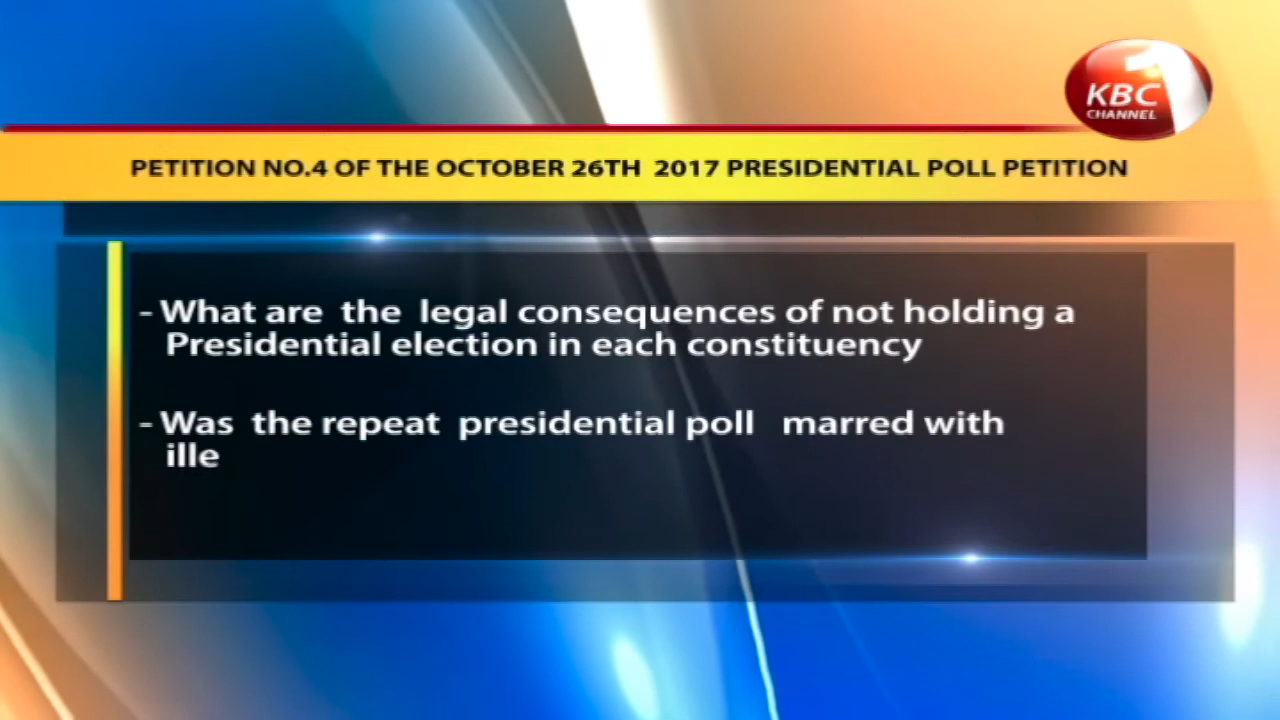 KBC 1
CHANNEL
PETITION NO.4 OF THE OCTOBER 26TH 2017 PRESIDENTIAL POLL PETITION
- What are the legal consequences of not holding a
Presidential election in each constituency
- Was the repeat presidential poll marred with
ille